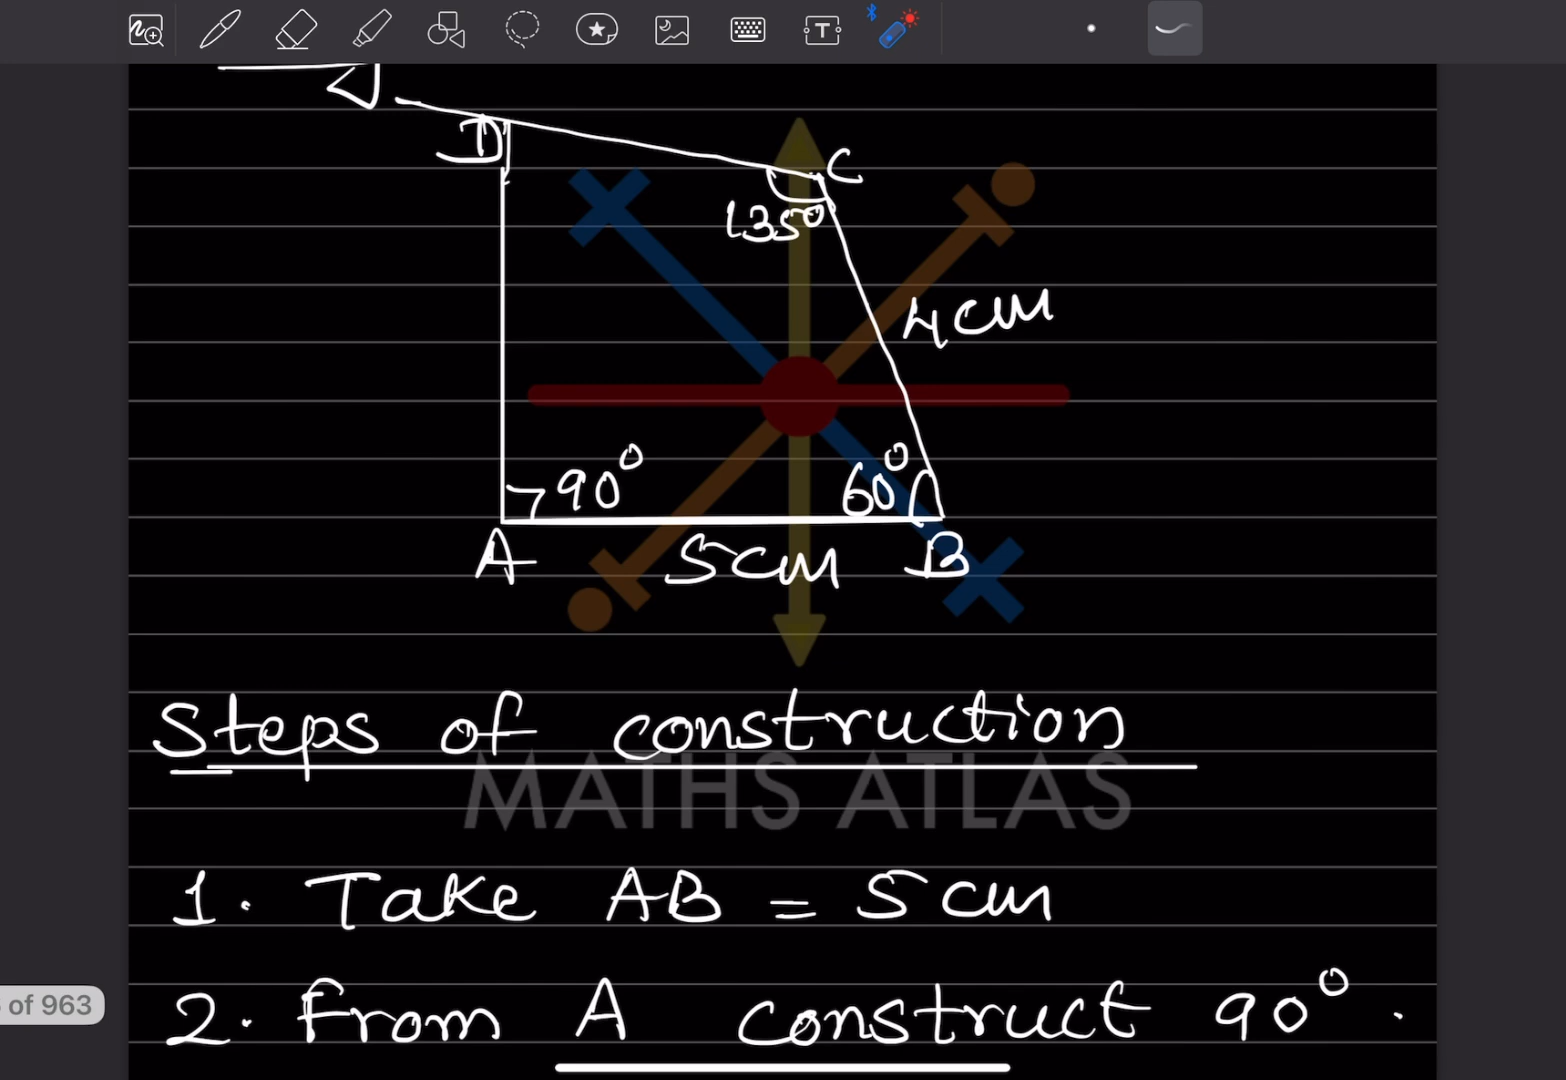 T
D
C
135°
4cm
90°
60°
A 5cm B
Steps of construction
MATHS ATLAS
1. Take AB = 5cm
of 963
2. From A construct 90°.